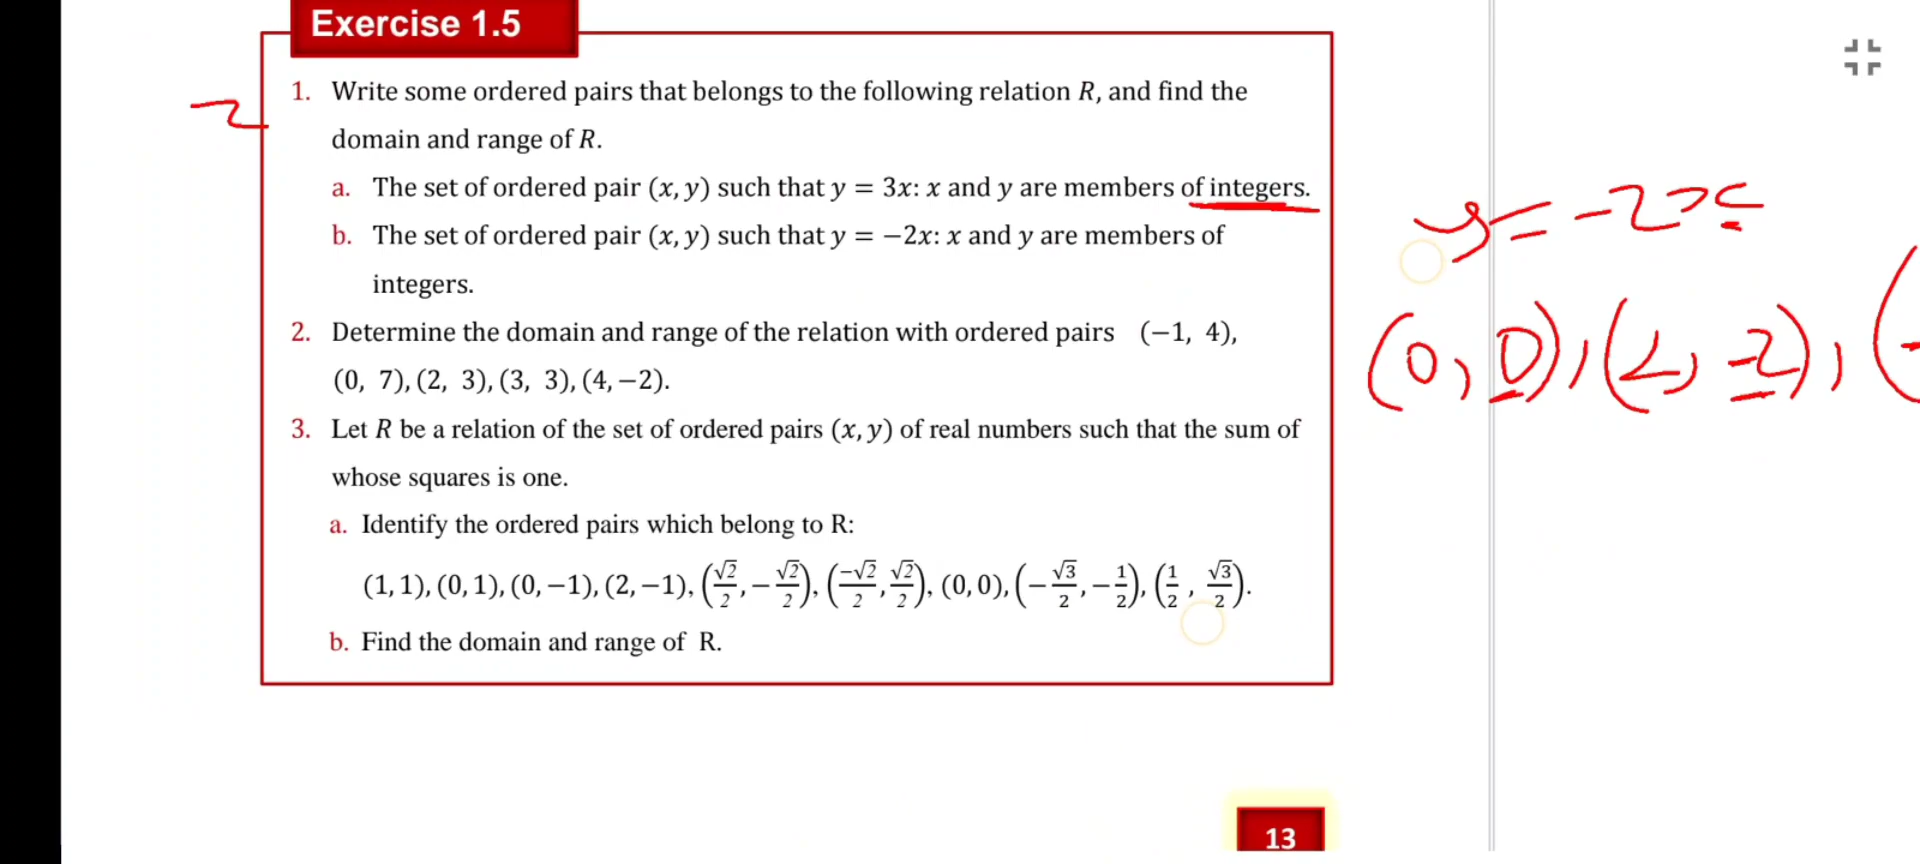 Exercise 1.5
1. Write some ordered pairs that belongs to the following relation R, and find the
domain and range of R.
a. The set of ordered pair (x, y) such that y = 3x: x and y are members of integers.
b. The set of ordered pair (x, y) such that y = −2x: x and y are members of
integers.
2. Determine the domain and range of the relation with ordered pairs (−1, 4),
(0, 7), (2, 3), (3, 3), (4, −2).
3. Let R be a relation of the set of ordered pairs (x, y) of real numbers such that the sum of
whose squares is one.
a. Identify the ordered pairs which belong to R:
(1, 1), (0, 1), (0, −1), (2, −1), (√2/2, −√2/2), (−√2/2, √2/2), (0, 0), (−√3/2, −1/2), (1/2, √3/2).
b. Find the domain and range of R.
y = -2x
(0, 0), (1, -2), (-
13